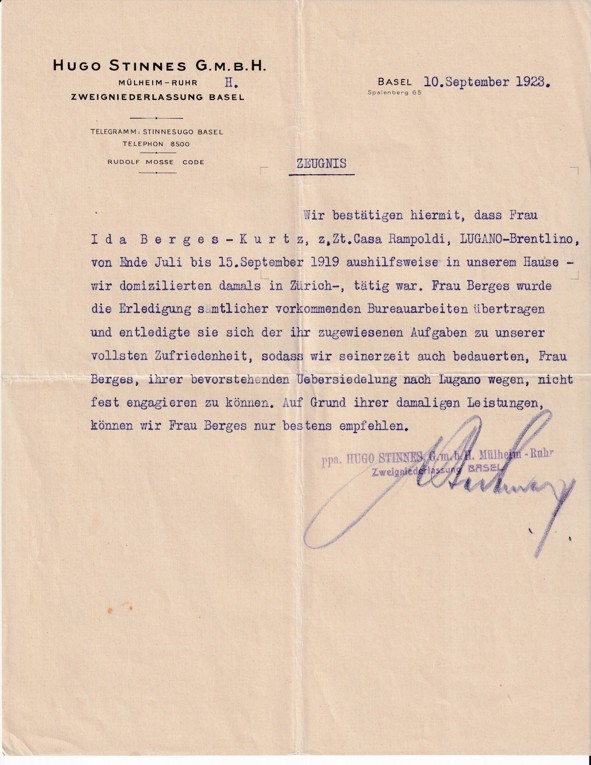 HUGO STINNES G.M.B.H.
MÜLHEIM-RUHR H.
ZWEIGNIEDERLASSUNG BASEL
TELEGRAMM: STINNESUGO BASEL
TELEPHON 8500
RUDOLF MOSSE CODE
BASEL 10.September 1923.
Spalenberg 65
ZEUGNIS
Wir bestätigen hiermit, dass Frau
Ida Berges-Kurtz, z.Zt.Casa Rampoldi, LUGANO-Brentlino,
von Ende Juli bis 15.September 1919 aushilfsweise in unserem Hause -
wir domizilierten damals in Zürich-, tätig war. Frau Berges wurde
die Erledigung sämtlicher vorkommenden Bureauarbeiten übertragen
und entledigte sie sich der ihr zugewiesenen Aufgaben zu unserer
vollsten Zufriedenheit, sodass wir seinerzeit auch bedauerten, Frau
Berges, ihrer bevorstehenden Uebersiedelung nach Lugano wegen, nicht
fest engagieren zu können. Auf Grund ihrer damaligen Leistungen,
können wir Frau Berges nur bestens empfehlen.
ppa. HUGO STINNES G.m.b.H. Mülheim-Ruhr
Zweigniederlassung BASEL